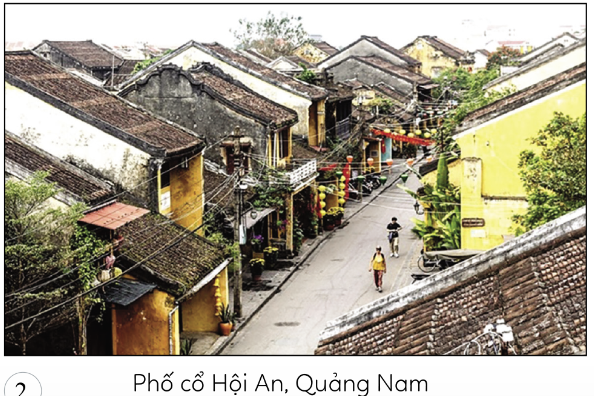 2
Phố cổ Hội An, Quảng Nam